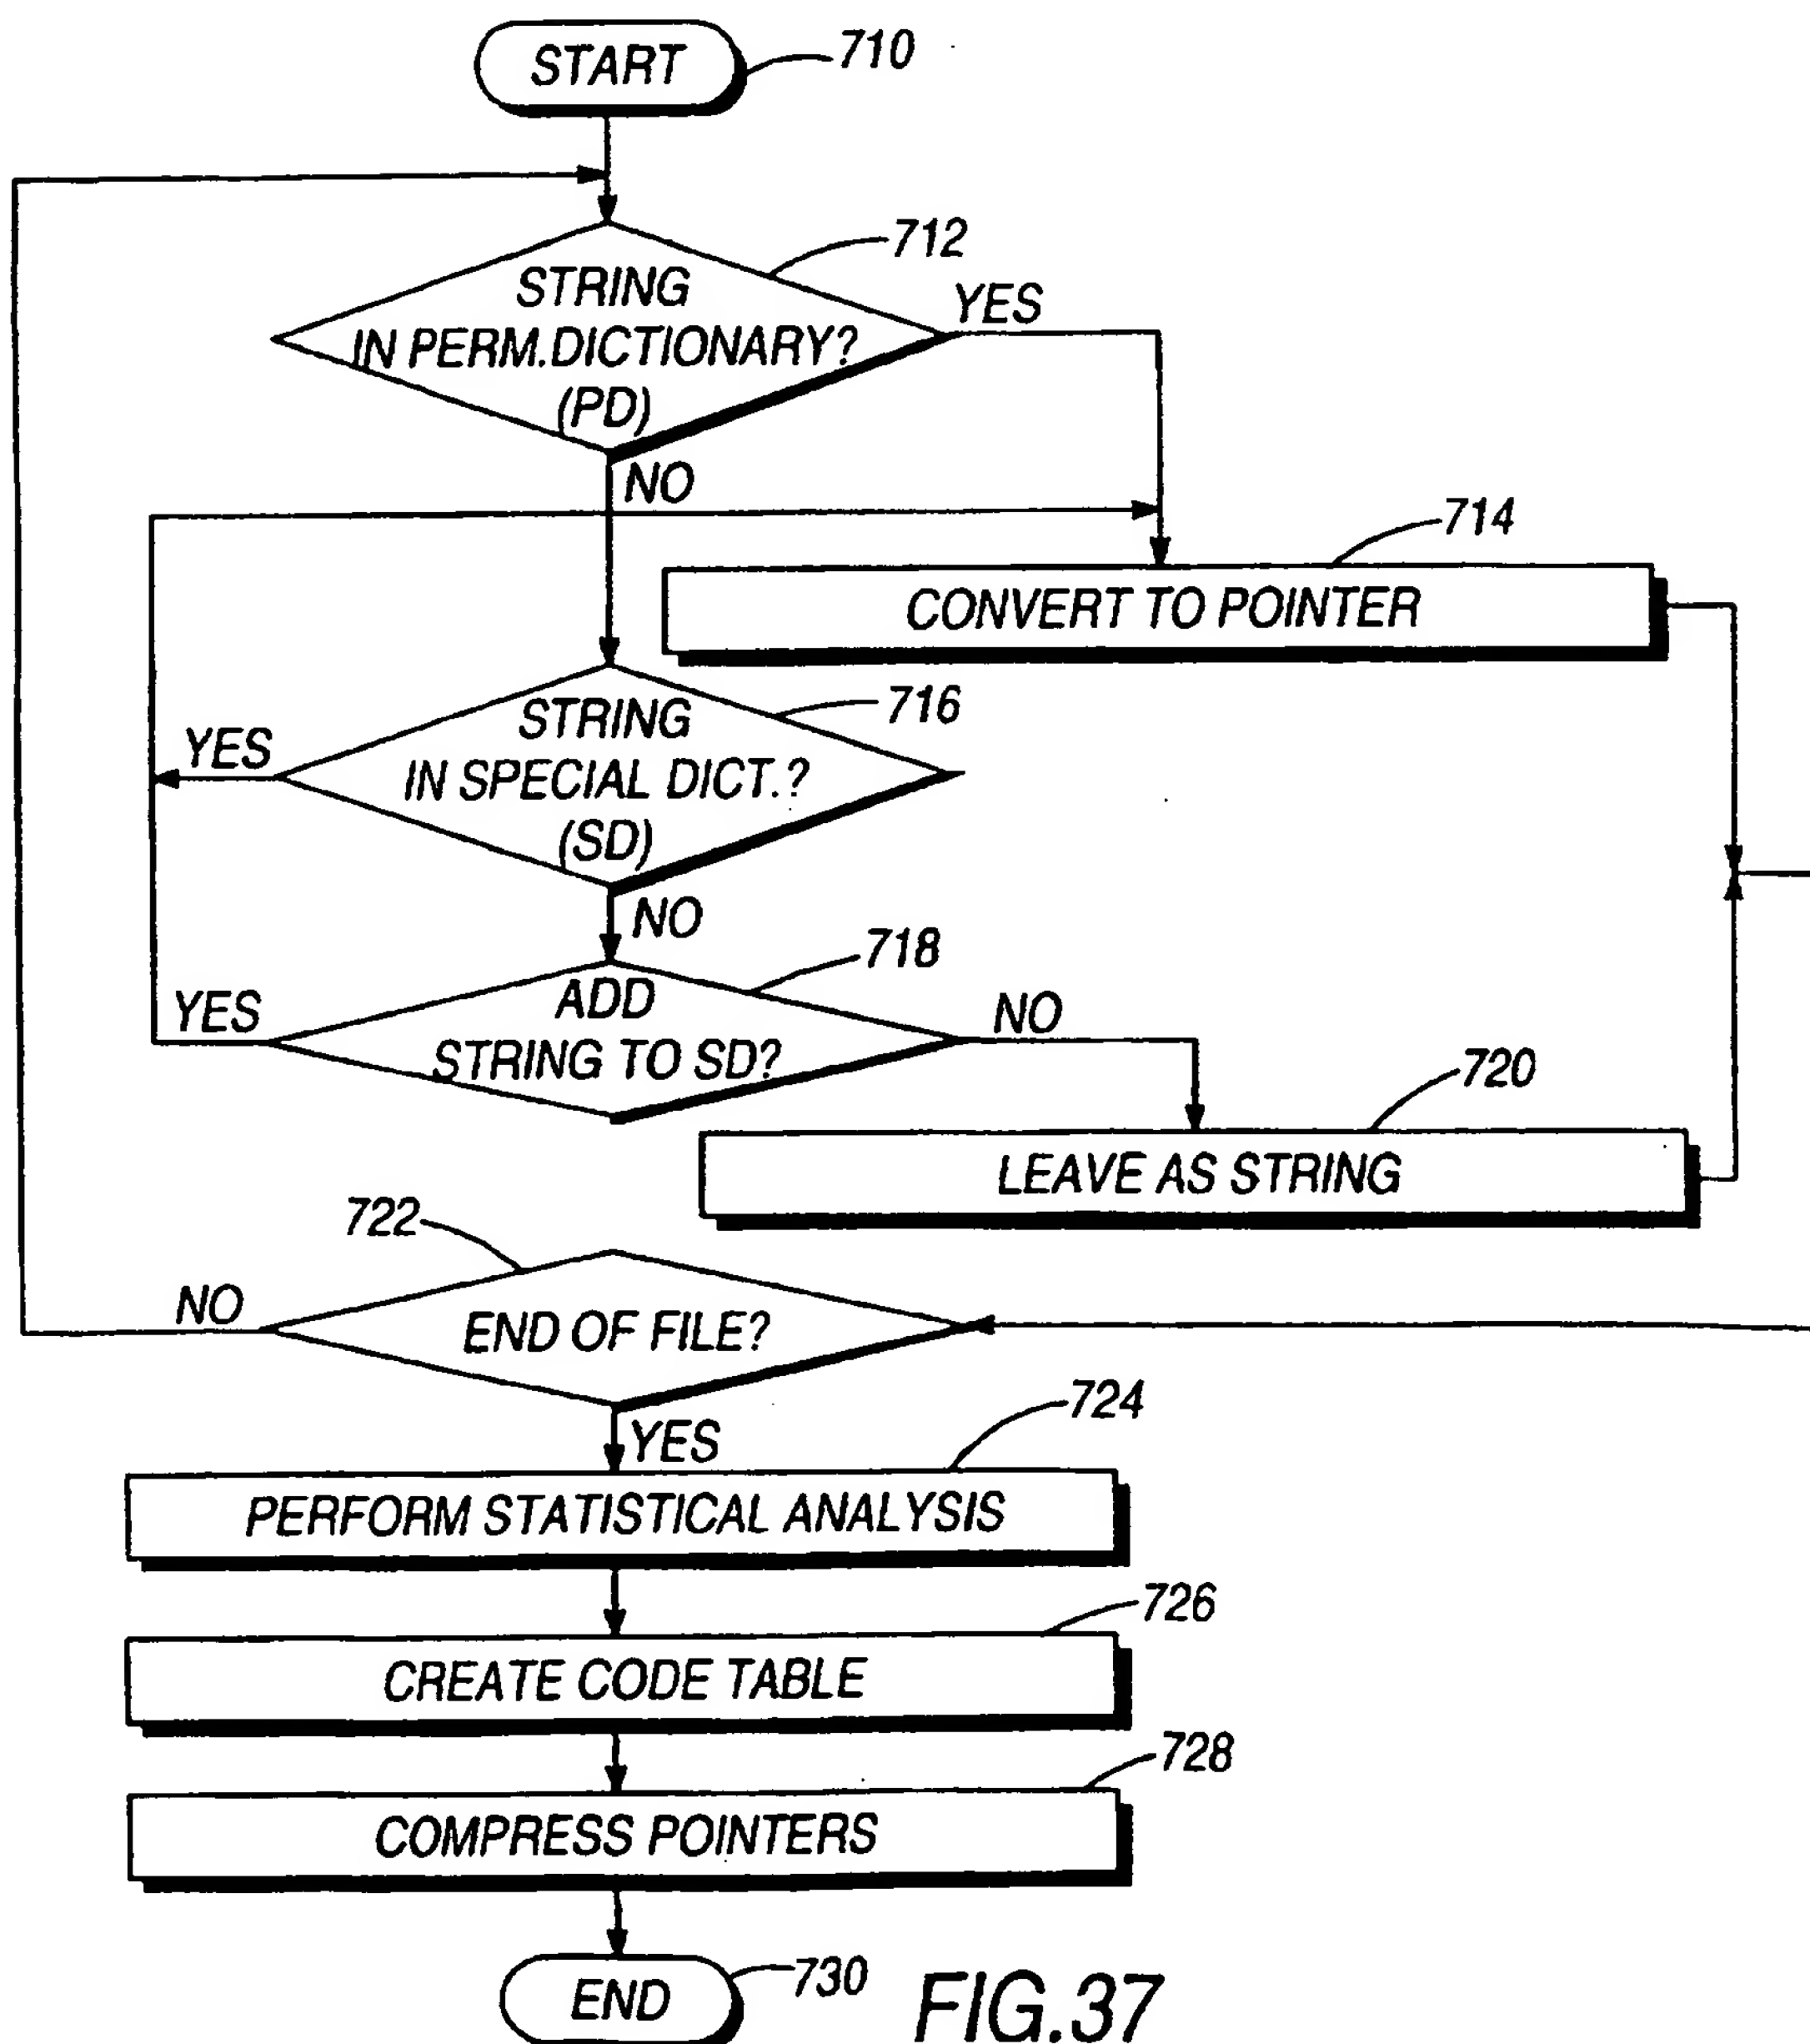 START
710
712
STRING
IN PERM.DICTIONARY?
(PD)
YES
NO
714
CONVERT TO POINTER
716
STRING
IN SPECIAL DICT.?
(SD)
YES
NO
718
ADD
STRING TO SD?
YES
NO
720
LEAVE AS STRING
722
END OF FILE?
NO
YES
724
PERFORM STATISTICAL ANALYSIS
726
CREATE CODE TABLE
728
COMPRESS POINTERS
END
730
FIG.37